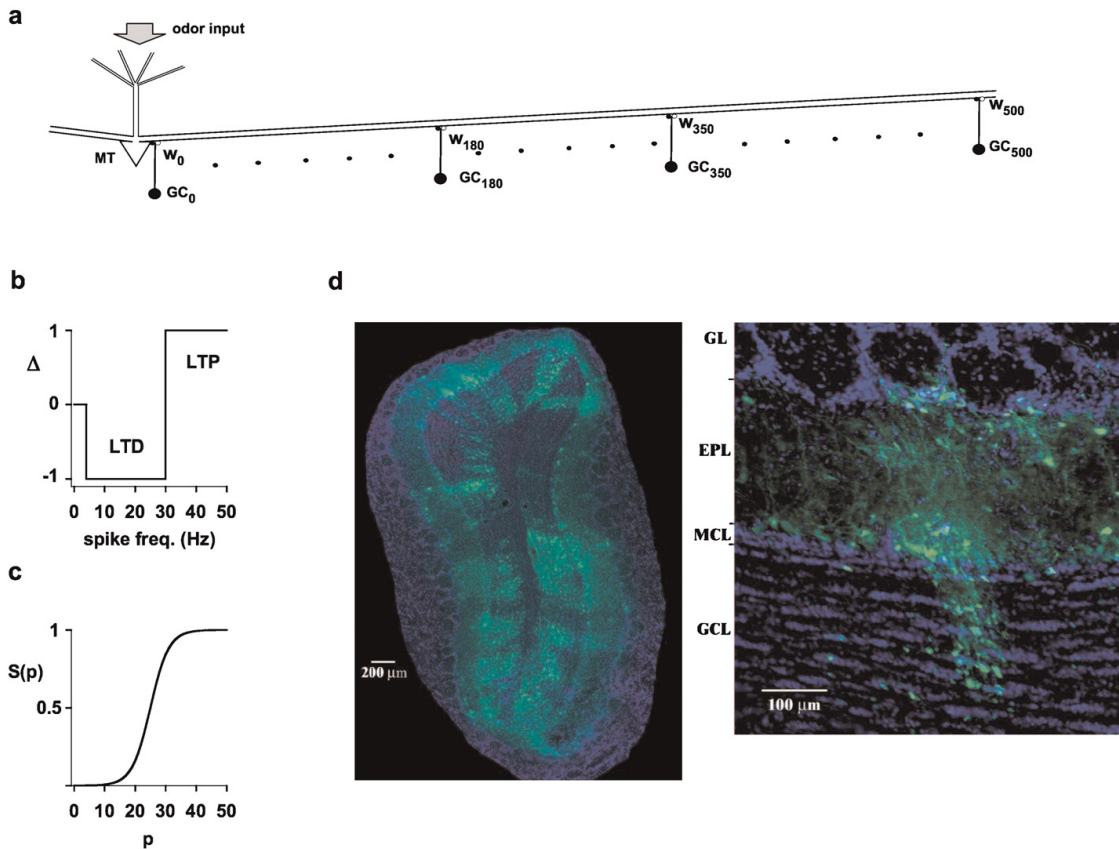 a
odor input
MT
W0
GC0
W180
GC180
W350
GC350
W500
GC500
b
1
Δ
0
-1
LTD
LTP
0 10 20 30 40 50
spike freq. (Hz)
c
1
S(p)
0.5
0 10 20 30 40 50
p
d
200 μm
GL
EPL
MCL
GCL
100 μm